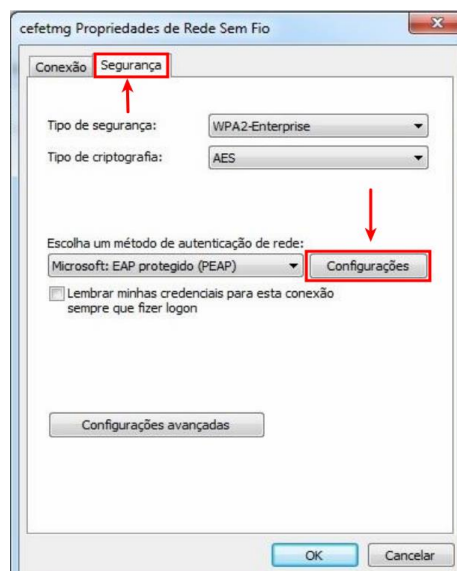 cefetmg Propriedades de Rede Sem Fio
Conexão Segurança
Tipo de segurança: WPA2-Enterprise
Tipo de criptografia: AES
Escolha um método de autenticação de rede:
Microsoft: EAP protegido (PEAP) Configurações
Lembrar minhas credenciais para esta conexão
sempre que fizer logon
Configurações avançadas
OK Cancelar